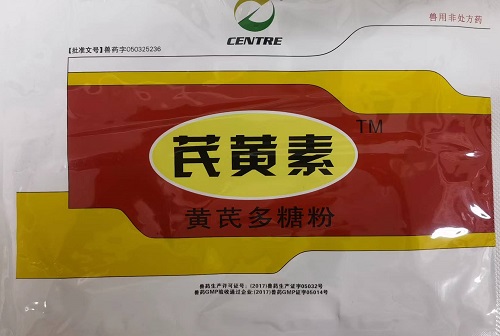 兽用非处方药
CENTRE
【批准文号】兽药字050325236
TM
芪黄素
黄芪多糖粉
兽药生产许可证号：(2017)兽药生产证字05032号
兽药GMP验收通过企业:(2017)兽药GMP证字05014号